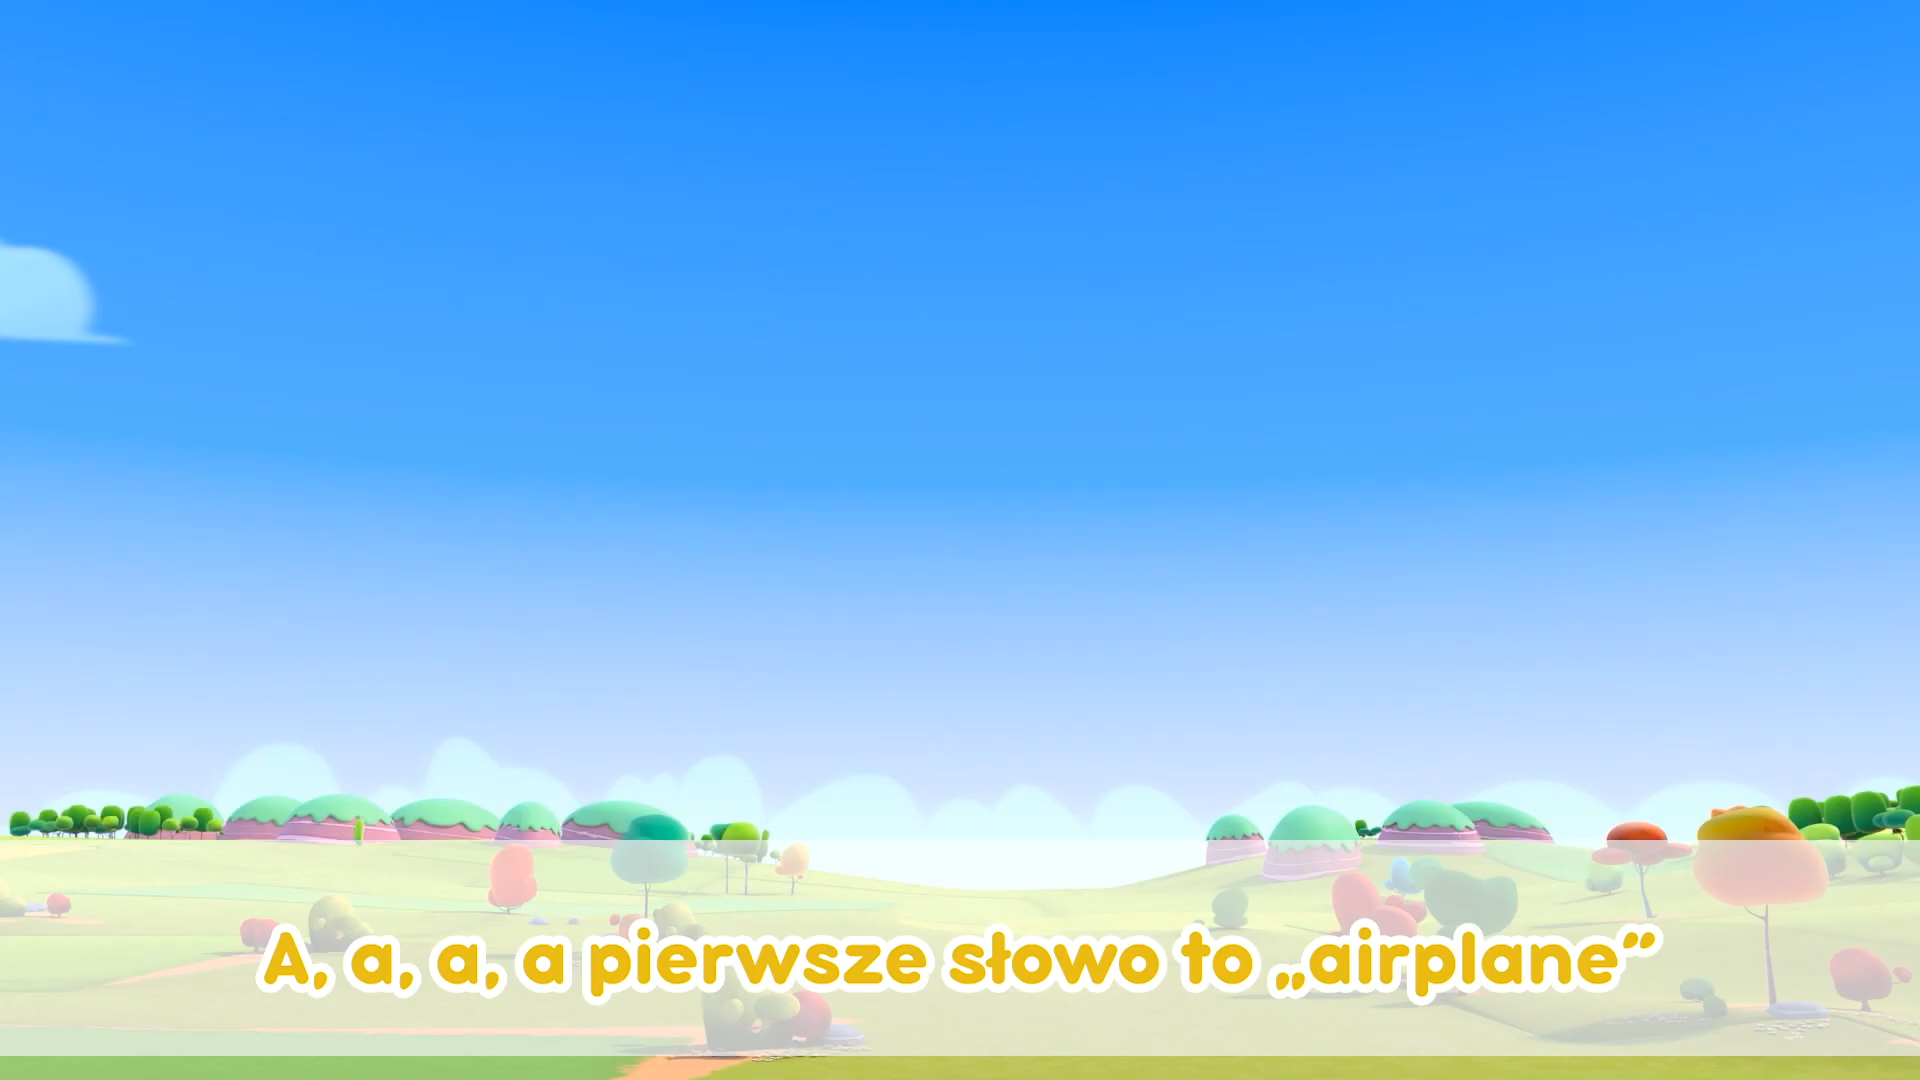 A, a, a, a pierwsze słowo to „airplane“